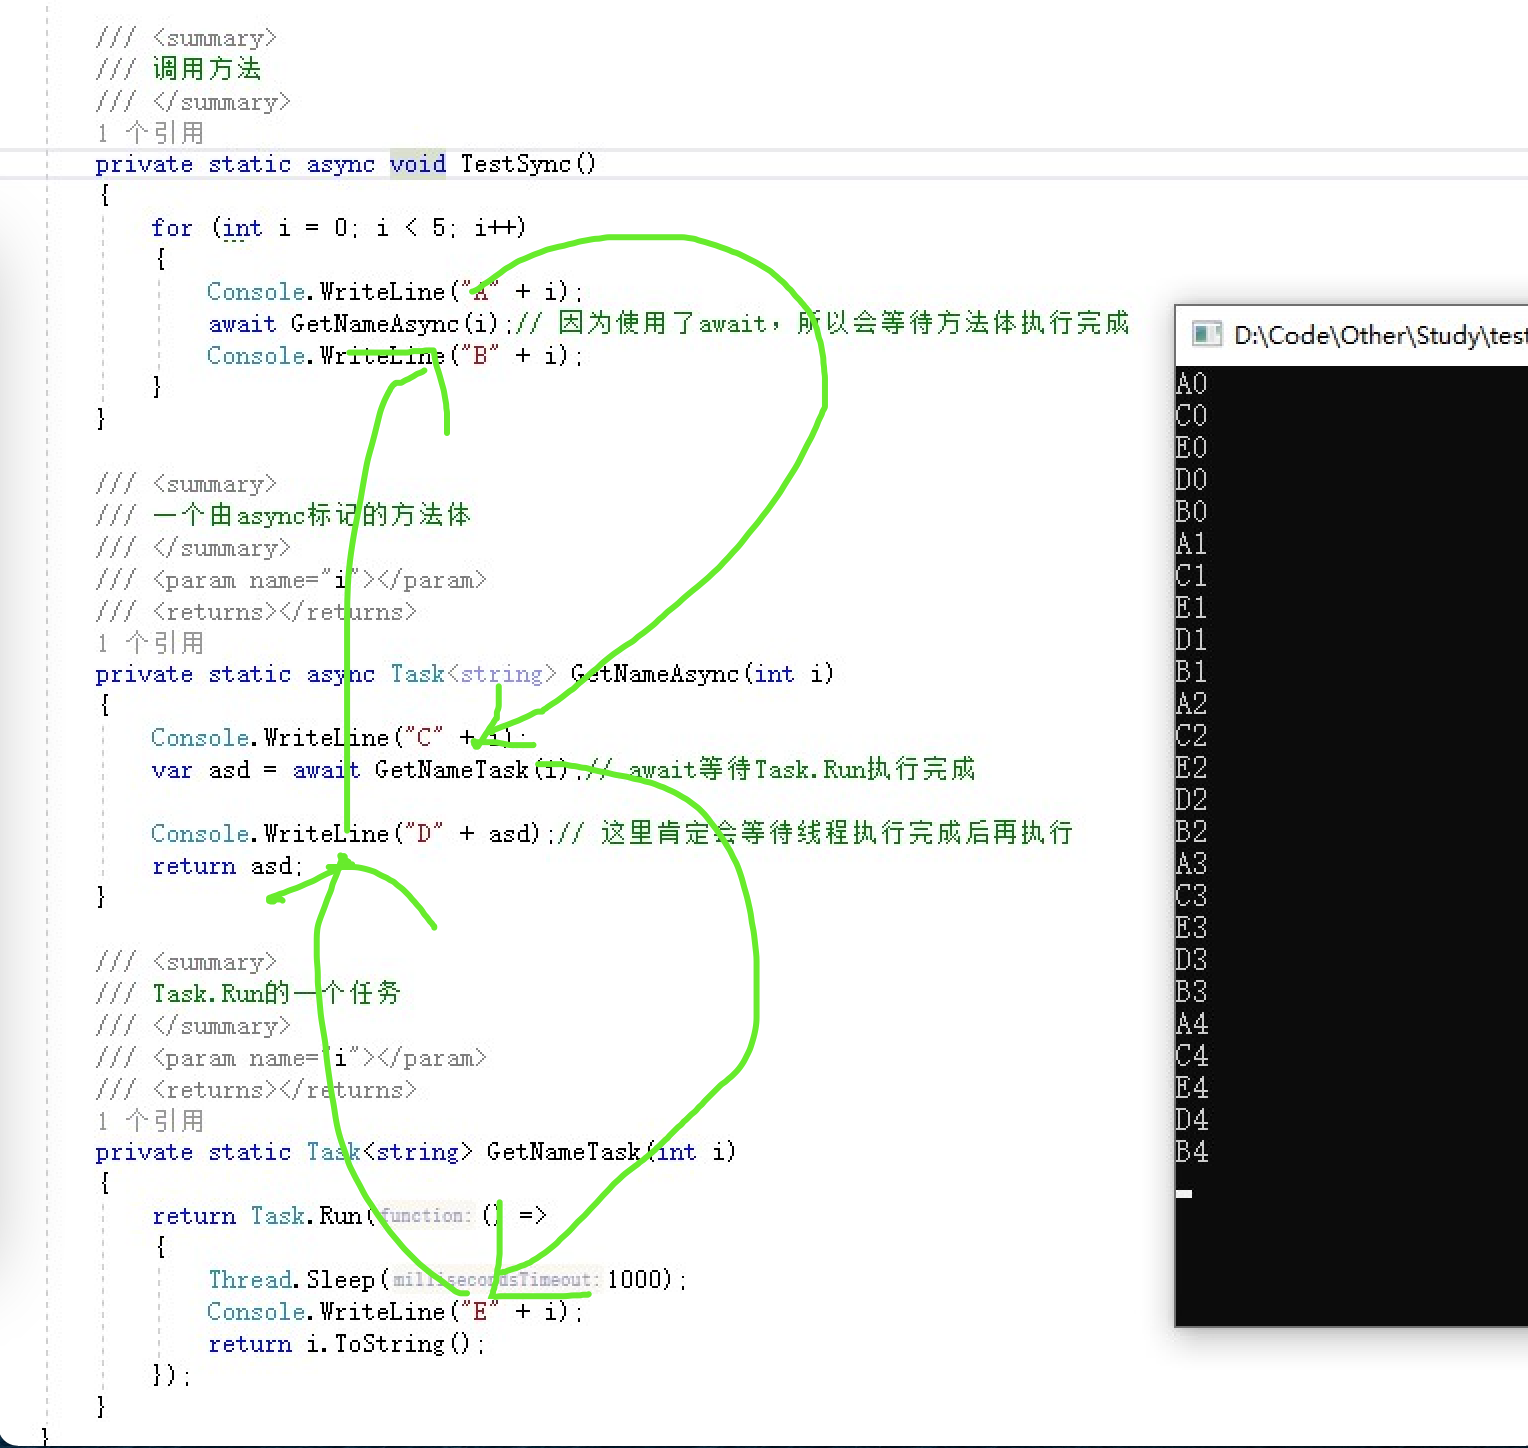 /// <summary>
/// 调用方法
/// </summary>
1 个引用
private static async void TestSync()
{
for (int i = 0; i < 5; i++)
{
Console.WriteLine("A" + i);
await GetNameAsync(i);// 因为使用了await，所以会等待方法体执行完成
Console.WriteLine("B" + i);
}
}
/// <summary>
/// 一个由async标记的方法体
/// </summary>
/// <param name="i"></param>
/// <returns></returns>
1 个引用
private static async Task<string> GetNameAsync(int i)
{
Console.WriteLine("C" + i);
var asd = await GetNameTask(i);// await等待Task.Run执行完成
Console.WriteLine("D" + asd);// 这里肯定会等待线程执行完成后再执行
return asd;
}
/// <summary>
/// Task.Run的一个任务
/// </summary>
/// <param name="i"></param>
/// <returns></returns>
1 个引用
private static Task<string> GetNameTask(int i)
{
return Task.Run(function: () =>
{
Thread.Sleep(millisecondsTimeout: 1000);
Console.WriteLine("E" + i);
return i.ToString();
});
}
}
D:\Code\Other\Study\test
A0
C0
E0
D0
B0
A1
C1
E1
D1
B1
A2
C2
E2
D2
B2
A3
C3
E3
D3
B3
A4
C4
E4
D4
B4